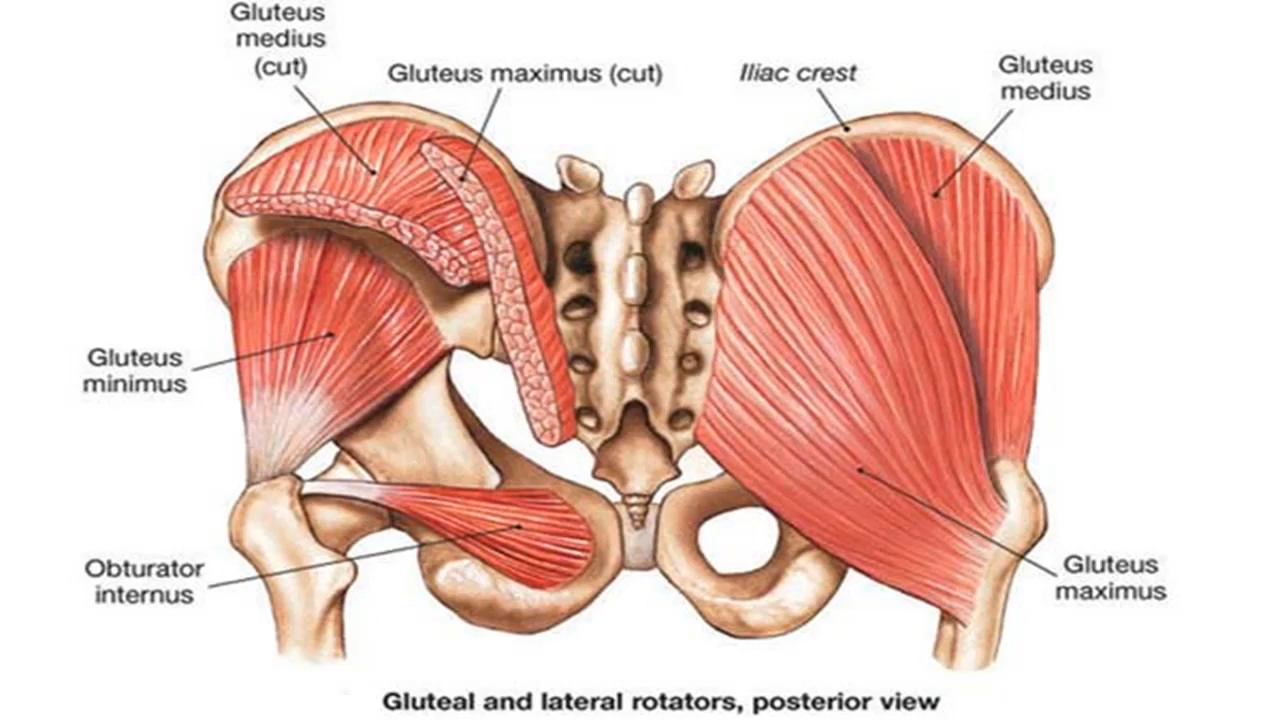 Gluteus
medius
(cut)
Gluteus maximus (cut)
Iliac crest
Gluteus
medius
Gluteus
minimus
Obturator
internus
Gluteus
maximus
Gluteal and lateral rotators, posterior view